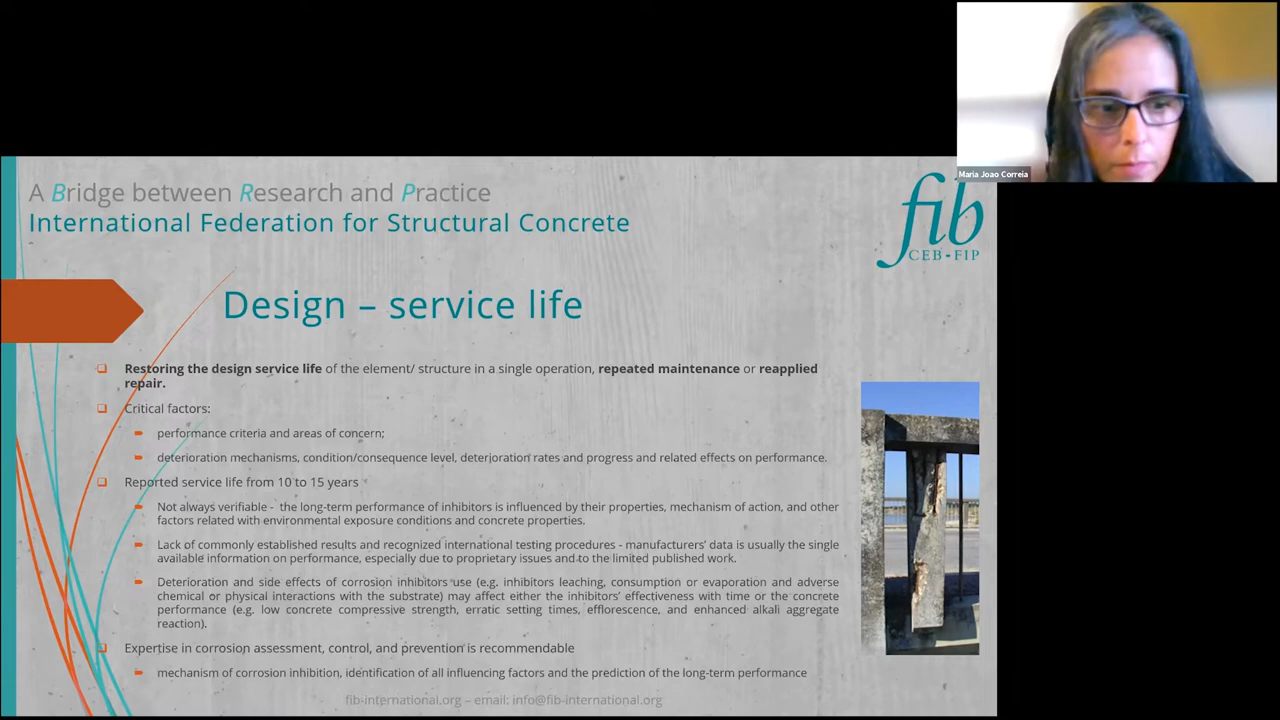 Maria Joao Correia
A Bridge between Research and Practice
International Federation for Structural Concrete
fib
CEB-FIP
Design – service life
Restoring the design service life of the element/ structure in a single operation, repeated maintenance or reapplied
repair.
Critical factors:
performance criteria and areas of concern;
deterioration mechanisms, condition/consequence level, deterioration rates and progress and related effects on performance.
Reported service life from 10 to 15 years
Not always verifiable - the long-term performance of inhibitors is influenced by their properties, mechanism of action, and other
factors related with environmental exposure conditions and concrete properties.
Lack of commonly established results and recognized international testing procedures - manufacturers' data is usually the single
available information on performance, especially due to proprietary issues and to the limited published work.
Deterioration and side effects of corrosion inhibitors use (e.g. inhibitors leaching, consumption or evaporation and adverse
chemical or physical interactions with the substrate) may affect either the inhibitors' effectiveness with time or the concrete
performance (e.g. low concrete compressive strength, erratic setting times, efflorescence, and enhanced alkali aggregate
reaction).
Expertise in corrosion assessment, control, and prevention is recommendable
mechanism of corrosion inhibition, identification of all influencing factors and the prediction of the long-term performance
fib-international.org – email: info@fib-international.org